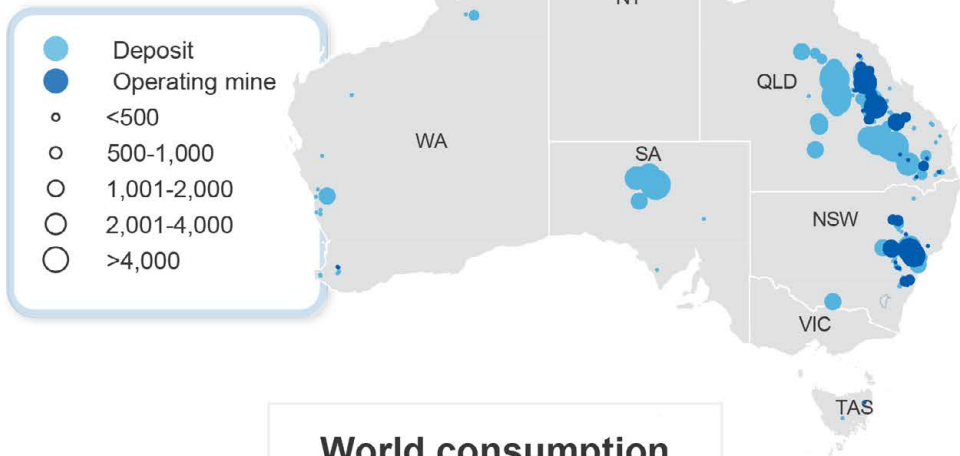 NT
Deposit
Operating mine
<500
500-1,000
1,001-2,000
2,001-4,000
>4,000
QLD
WA
SA
NSW
VIC
TAS
World consumption